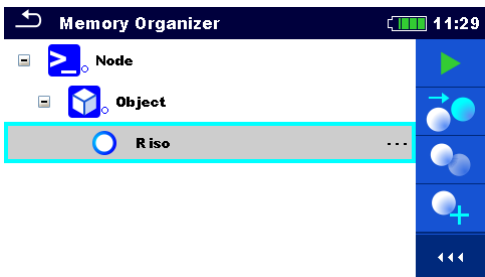 Memory Organizer 11:29
Node
Object
R iso ---